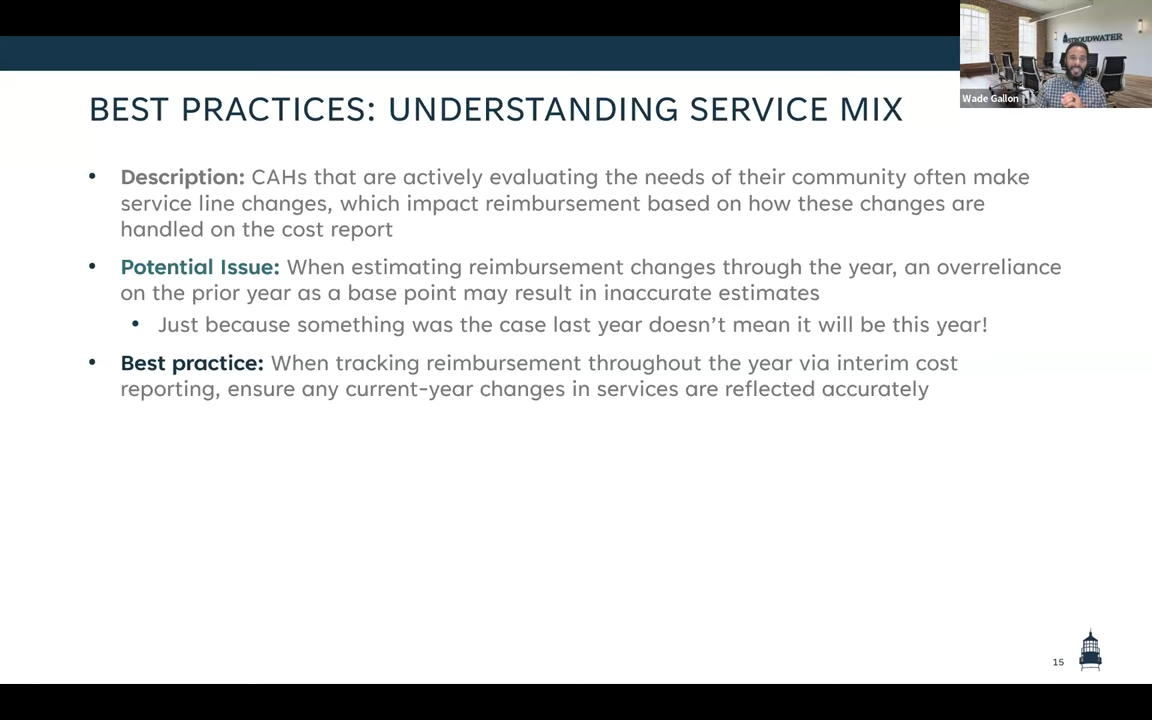 STROUDWATER
Wade Gallon
BEST PRACTICES: UNDERSTANDING SERVICE MIX
• Description: CAHs that are actively evaluating the needs of their community often make
service line changes, which impact reimbursement based on how these changes are
handled on the cost report
• Potential Issue: When estimating reimbursement changes through the year, an overreliance
on the prior year as a base point may result in inaccurate estimates
• Just because something was the case last year doesn’t mean it will be this year!
• Best practice: When tracking reimbursement throughout the year via interim cost
reporting, ensure any current-year changes in services are reflected accurately
15